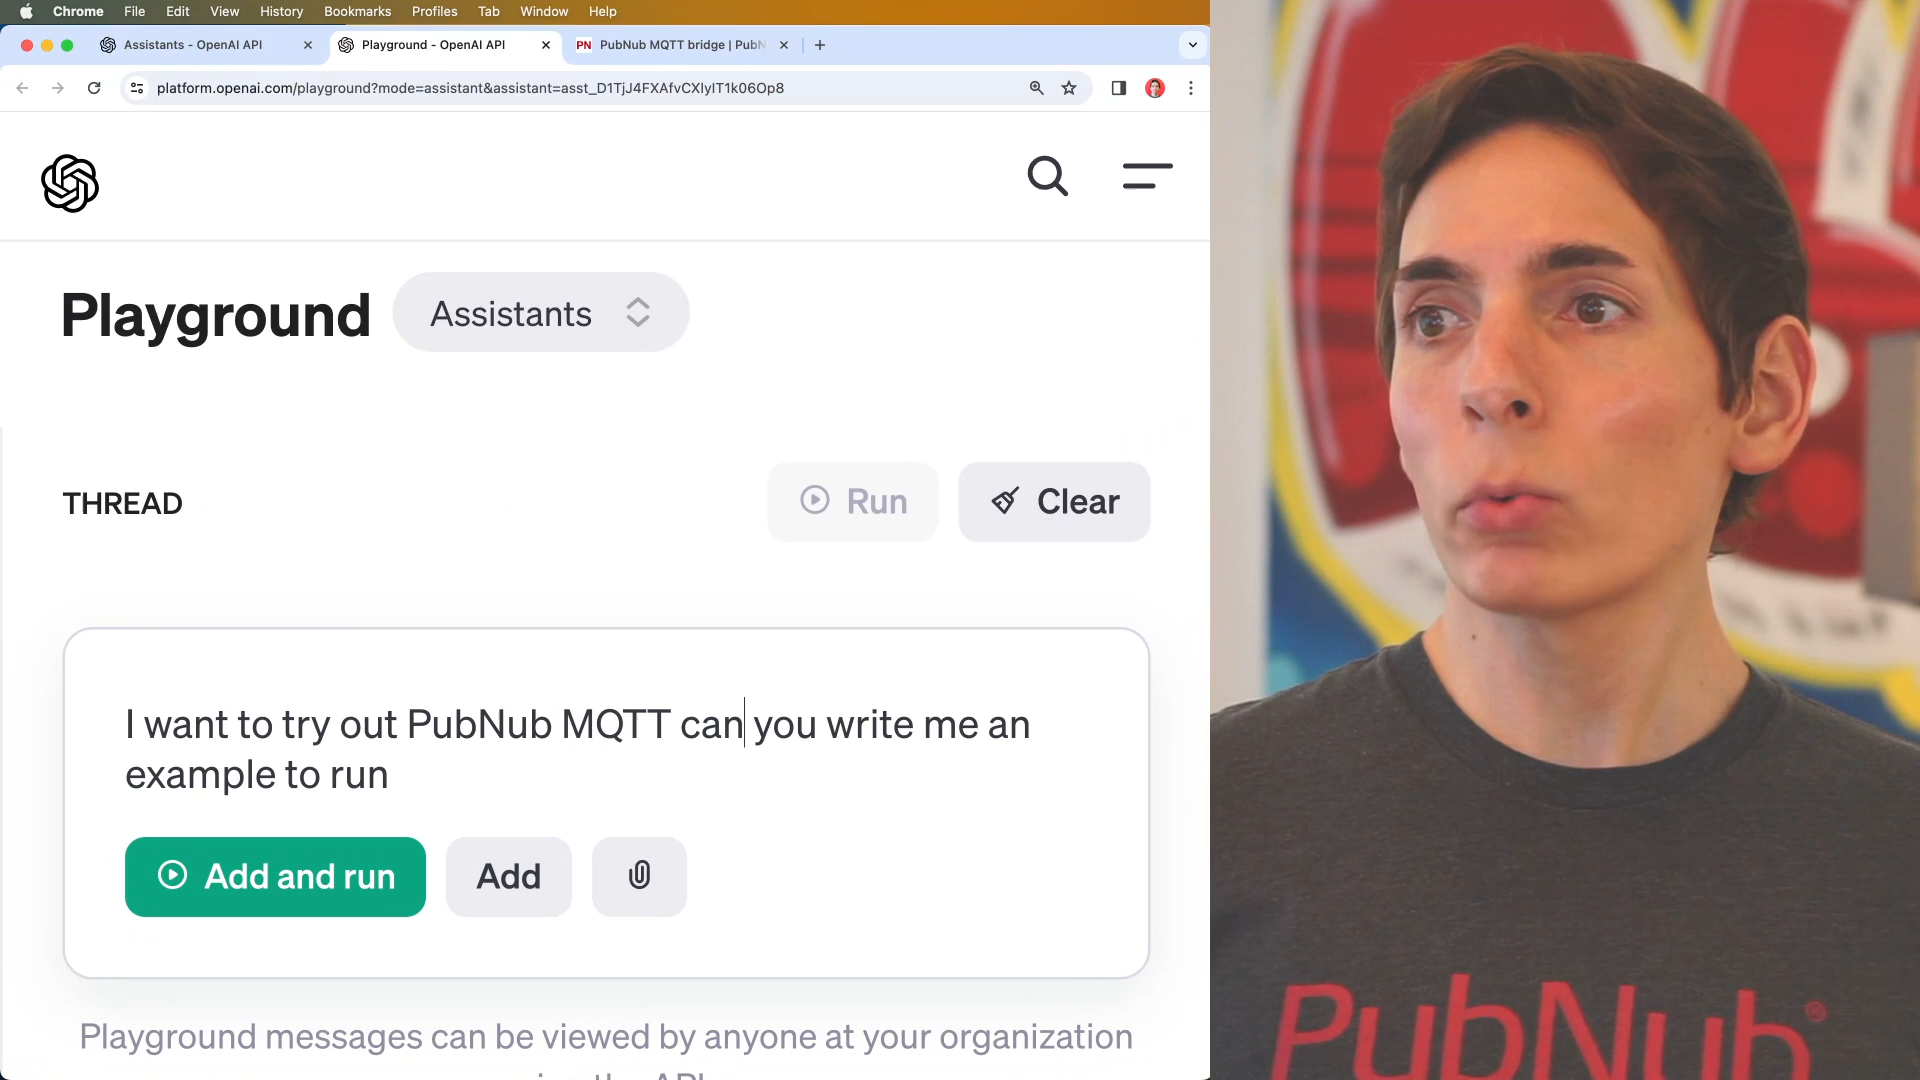 Chrome File Edit View History Bookmarks Profiles Tab Window Help
Assistants - OpenAI API
Playground - OpenAI API
PN PubNub MQTT bridge | PubN
platform.openai.com/playground?mode=assistant&assistant=asst_D1TjJ4FXAfvCXIyIT1k06Op8
Playground
Assistants
THREAD
Run
Clear
I want to try out PubNub MQTT can you write me an
example to run
Add and run
Add
Playground messages can be viewed by anyone at your organization
PubNub®